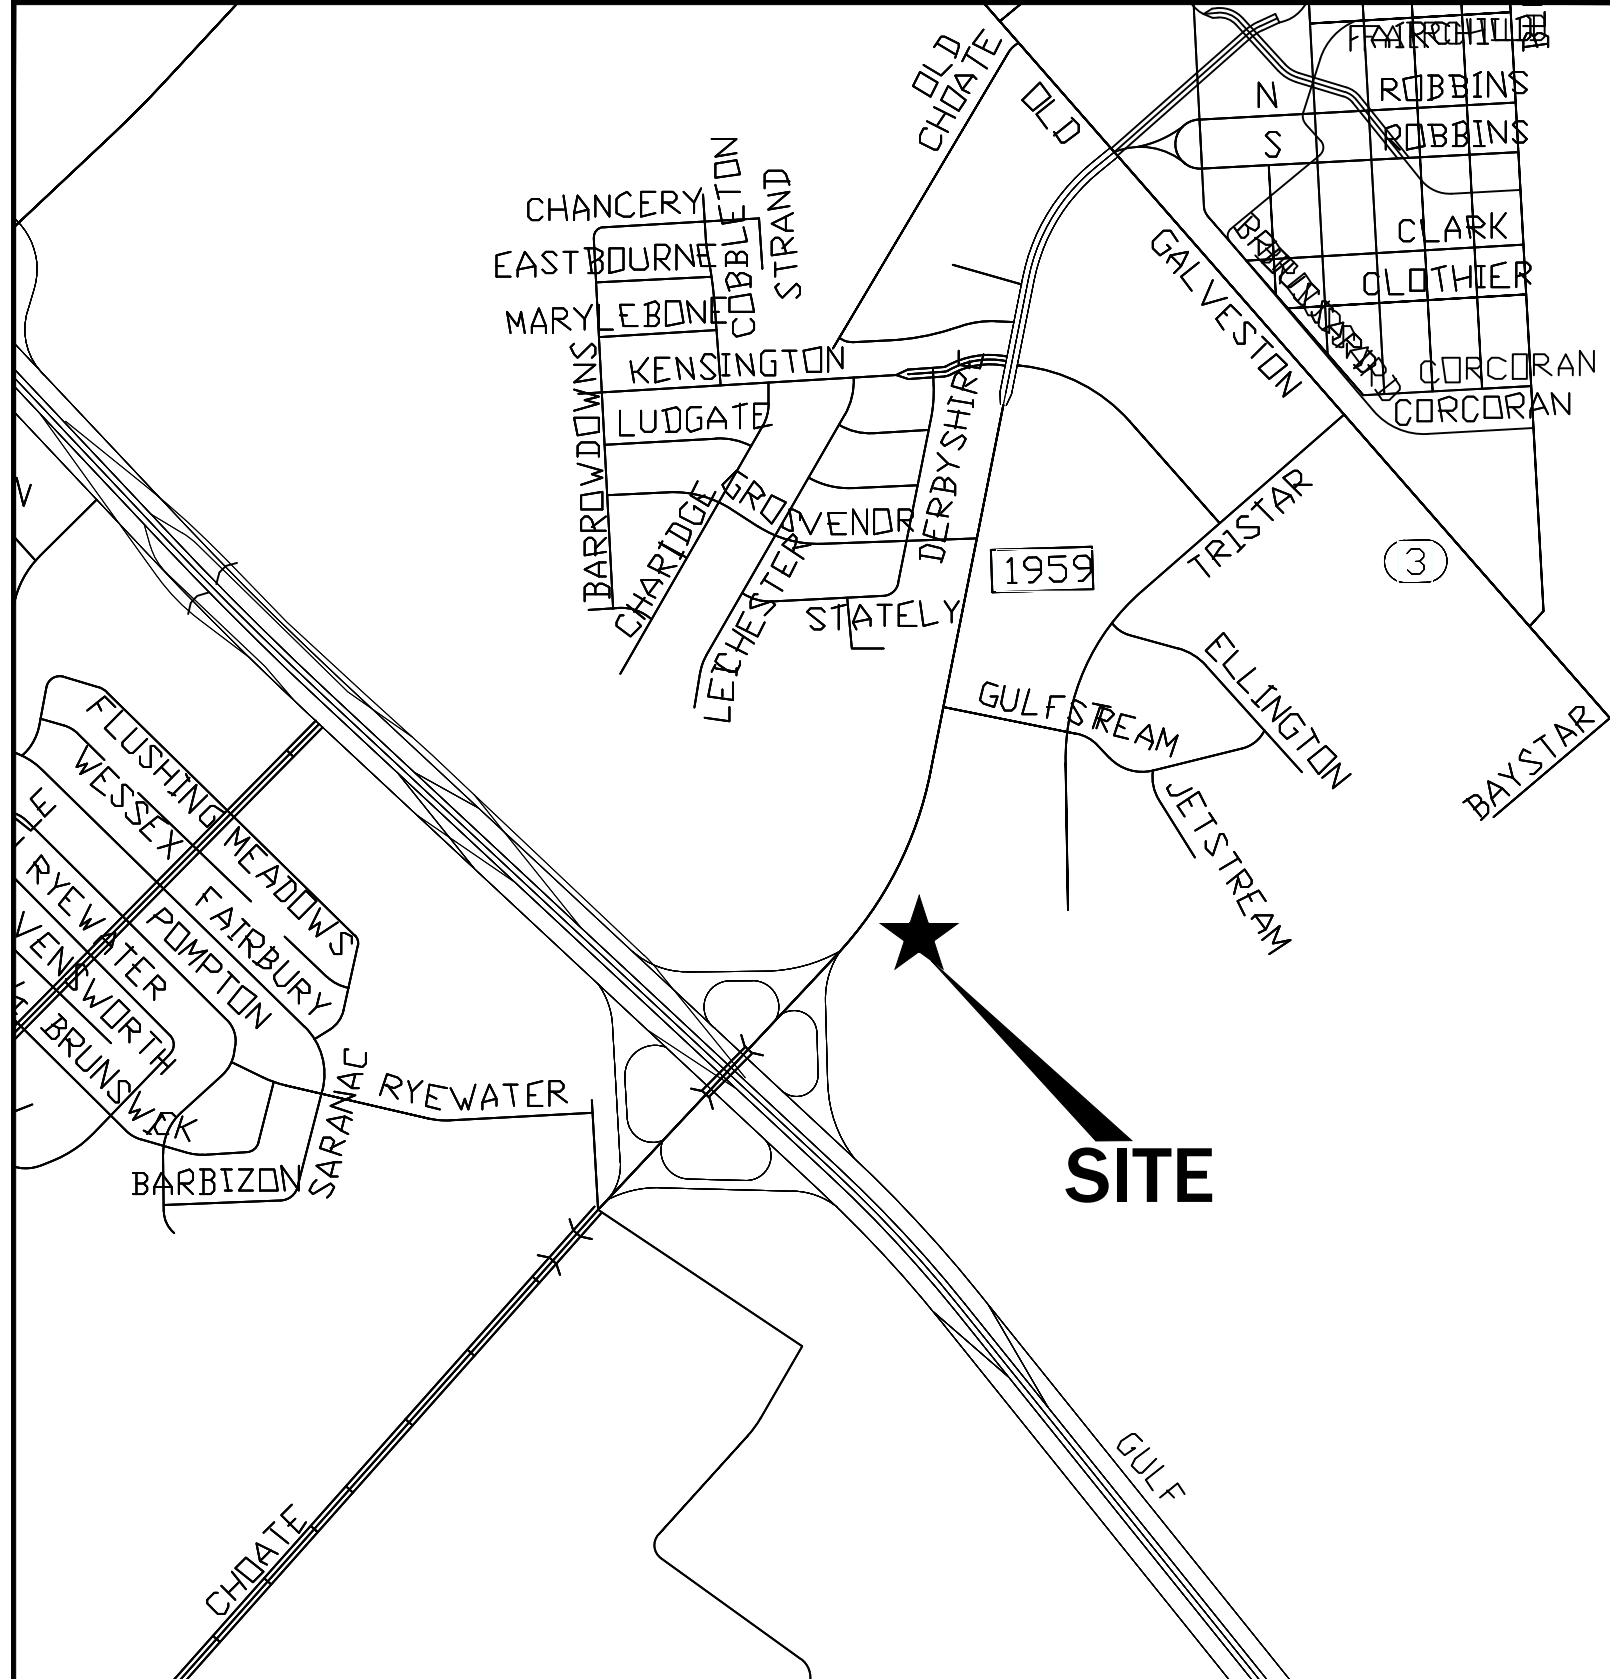 OLD
CHOATE
OLD
GALVESTON
FAIRCHILD
N
ROBBINS
S
ROBBINS
CLARK
CLOTHIER
CORCORAN
CORCORAN
CHANCERY
COBBLETON
STRAND
EASTBOURNE
MARYLEBONE
KENSINGTON
BARROWDOWNS
LUDGATE
GROSVENOR
CHARIDGE
LEICHESTER
DERBYSHIRE
STATELY
1959
3
TRISTAR
ELLINGTON
GULFSTREAM
BAYSTAR
JETSTREAM
FLUSHING MEADOWS
WESSEX
FAIRBURY
POMPTON
RYEWATER
VENSWORTH
BRUNSWICK
RYEWATER
SARANAC
BARBIZON
SITE
GULF
CHOATE